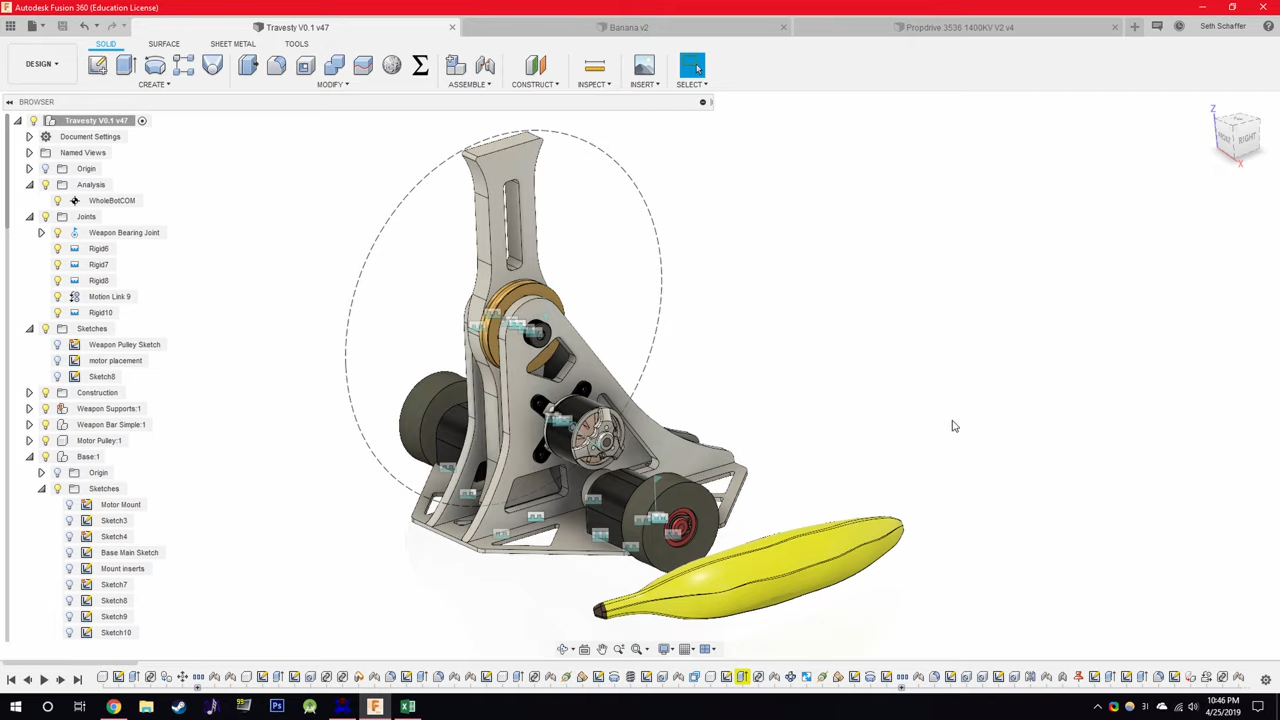 Autodesk Fusion 360 (Education License)
Travesty V0.1 v47
Banana v2
Propdrive 3536 1400KV V2 v4
Seth Schaffer
SOLID
SURFACE
SHEET METAL
TOOLS
DESIGN
CREATE
MODIFY
ASSEMBLE
CONSTRUCT
INSPECT
INSERT
SELECT
BROWSER
Travesty V0.1 v47
Document Settings
Named Views
Origin
Analysis
WholeBotCOM
Joints
Weapon Bearing Joint
Rigid6
Rigid7
Rigid8
Motion Link 9
Rigid10
Sketches
Weapon Pulley Sketch
motor placement
Sketch8
Construction
Weapon Supports:1
Weapon Bar Simple:1
Motor Pulley:1
Base:1
Origin
Sketches
Motor Mount
Sketch3
Sketch4
Base Main Sketch
Mount inserts
Sketch7
Sketch8
Sketch9
Sketch10
Z
FRONT
RIGHT
X
10:46 PM
4/25/2019